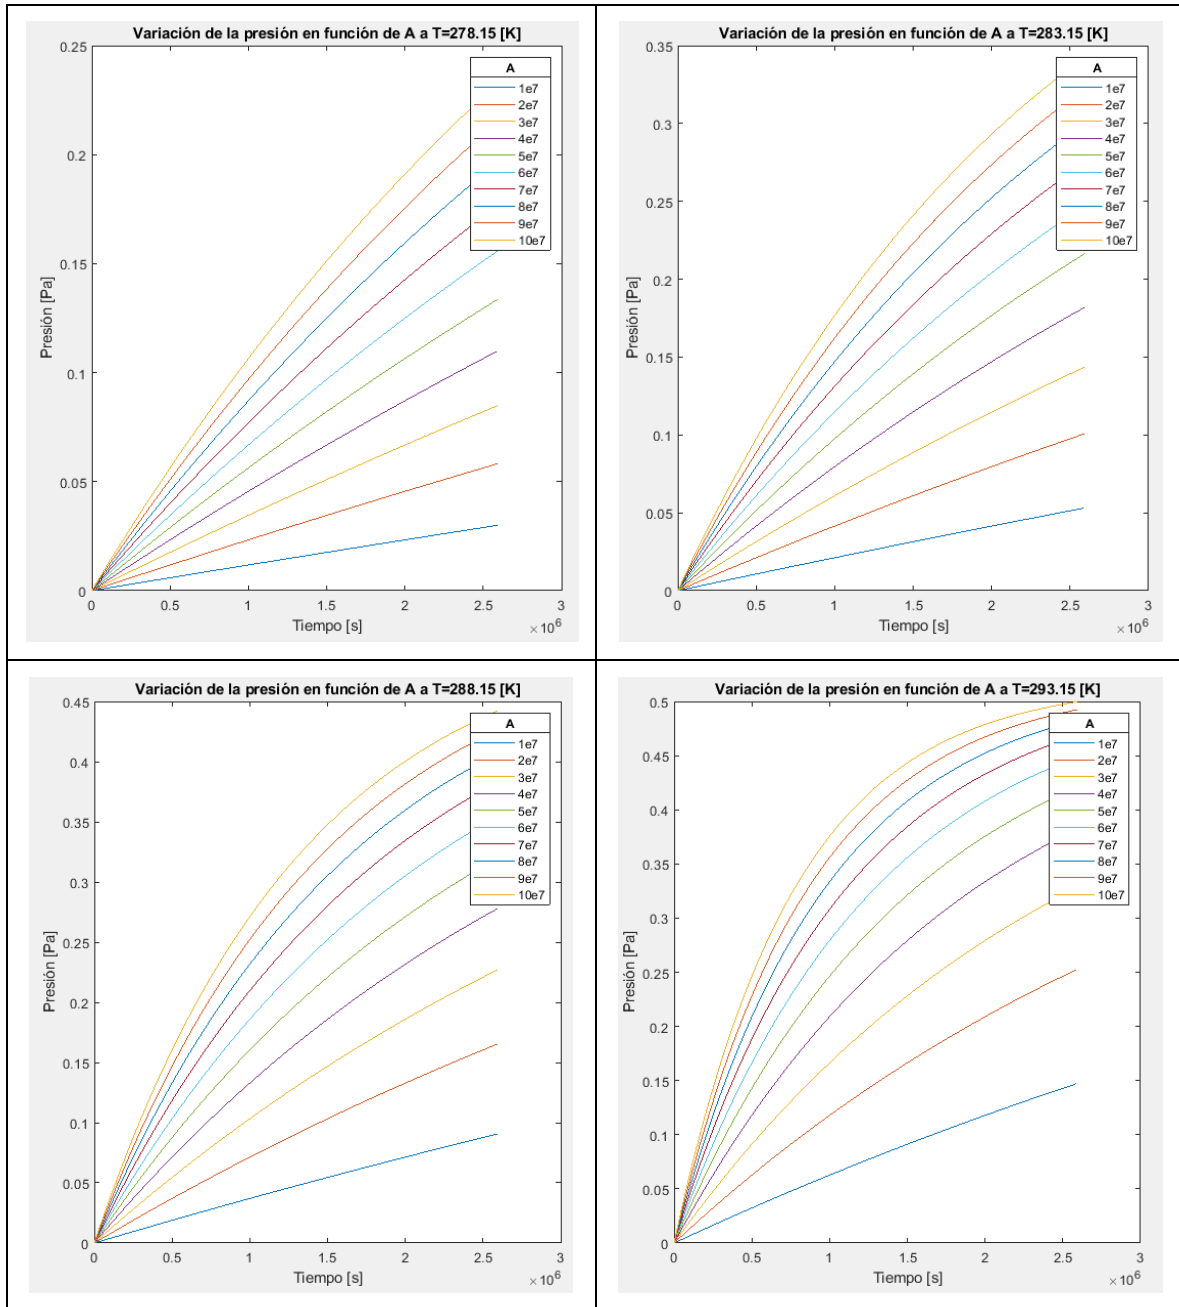 Variación de la presión en función de A a T=278.15 [K]
0.25
0.2
0.15
0.1
0.05
0
Presión [Pa]
A
1e7
2e7
3e7
4e7
5e7
6e7
7e7
8e7
9e7
10e7
0 0.5 1 1.5 2 2.5 3
Tiempo [s]
×10⁶
Variación de la presión en función de A a T=283.15 [K]
0.35
0.3
0.25
0.2
0.15
0.1
0.05
0
Presión [Pa]
A
1e7
2e7
3e7
4e7
5e7
6e7
7e7
8e7
9e7
10e7
0 0.5 1 1.5 2 2.5 3
Tiempo [s]
×10⁶
Variación de la presión en función de A a T=288.15 [K]
0.45
0.4
0.35
0.3
0.25
0.2
0.15
0.1
0.05
0
Presión [Pa]
A
1e7
2e7
3e7
4e7
5e7
6e7
7e7
8e7
9e7
10e7
0 0.5 1 1.5 2 2.5 3
Tiempo [s]
×10⁶
Variación de la presión en función de A a T=293.15 [K]
0.5
0.45
0.4
0.35
0.3
0.25
0.2
0.15
0.1
0.05
0
Presión [Pa]
A
1e7
2e7
3e7
4e7
5e7
6e7
7e7
8e7
9e7
10e7
0 0.5 1 1.5 2 2.5 3
Tiempo [s]
×10⁶